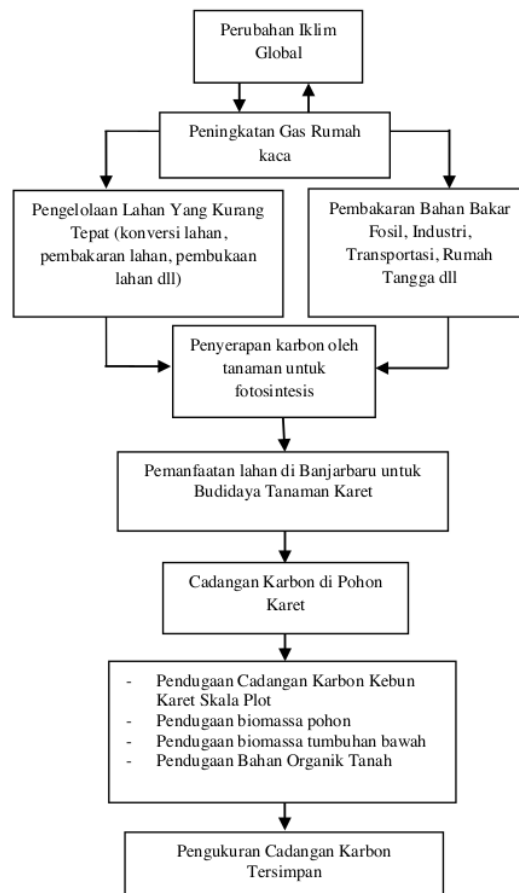 Perubahan Iklim
Global
Peningkatan Gas Rumah
kaca
Pengelolaan Lahan Yang Kurang
Tepat (konversi lahan,
pembakaran lahan, pembukaan
lahan dll)
Pembakaran Bahan Bakar
Fosil, Industri,
Transportasi, Rumah
Tangga dll
Penyerapan karbon oleh
tanaman untuk
fotosintesis
Pemanfaatan lahan di Banjarbaru untuk
Budidaya Tanaman Karet
Cadangan Karbon di Pohon
Karet
- Pendugaan Cadangan Karbon Kebun
Karet Skala Plot
- Pendugaan biomassa pohon
- Pendugaan biomassa tumbuhan bawah
- Pendugaan Bahan Organik Tanah
Pengukuran Cadangan Karbon
Tersimpan